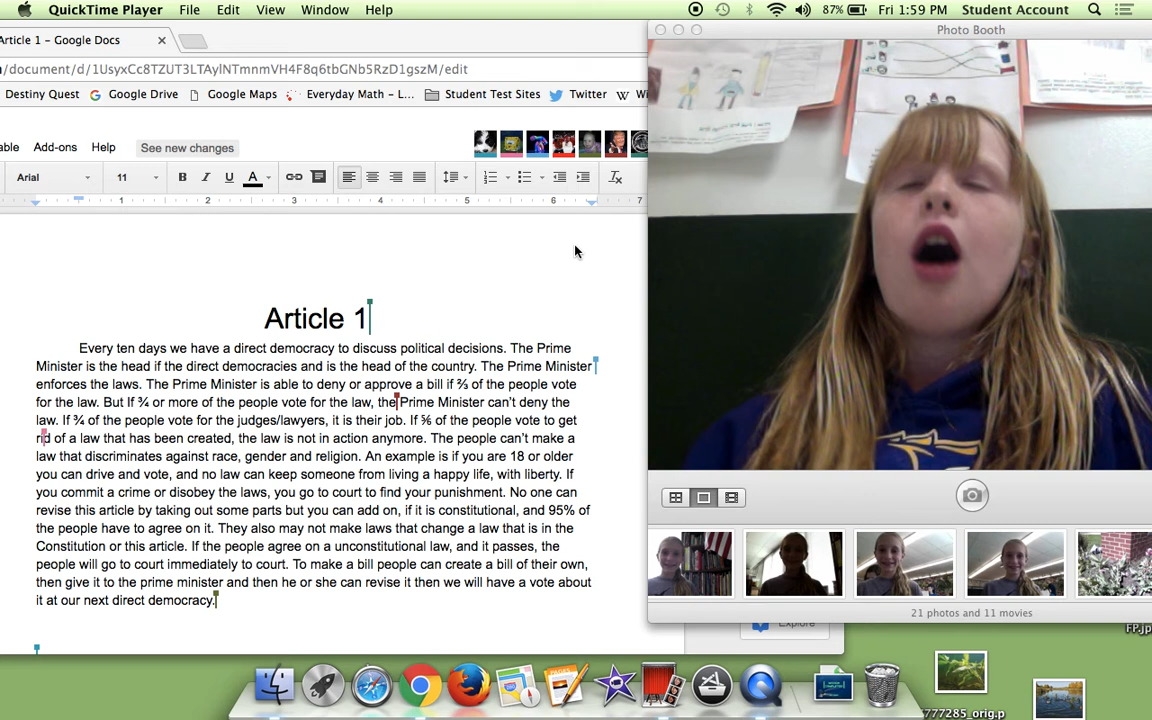 QuickTime Player File Edit View Window Help 87% Fri 1:59 PM Student Account
Article 1 - Google Docs
Photo Booth
/document/d/1UsyxCc8TZUT3LTAylNTmnmVH4F8q6tbGNb5RzD1gszM/edit
Destiny Quest Google Drive Google Maps Everyday Math – L... Student Test Sites Twitter Wi
able Add-ons Help See new changes
Arial 11 B I U A
1 2 3 4 5 6 7
Article 1
Every ten days we have a direct democracy to discuss political decisions. The Prime
Minister is the head if the direct democracies and is the head of the country. The Prime Minister
enforces the laws. The Prime Minister is able to deny or approve a bill if ⅔ of the people vote
for the law. But If ¾ or more of the people vote for the law, the Prime Minister can't deny the
law. If ¾ of the people vote for the judges/lawyers, it is their job. If ⅚ of the people vote to get
rid of a law that has been created, the law is not in action anymore. The people can't make a
law that discriminates against race, gender and religion. An example is if you are 18 or older
you can drive and vote, and no law can keep someone from living a happy life, with liberty. If
you commit a crime or disobey the laws, you go to court to find your punishment. No one can
revise this article by taking out some parts but you can add on, if it is constitutional, and 95% of
the people have to agree on it. They also may not make laws that change a law that is in the
Constitution or this article. If the people agree on a unconstitutional law, and it passes, the
people will go to court immediately to court. To make a bill people can create a bill of their own,
then give it to the prime minister and then he or she can revise it then we will have a vote about
it at our next direct democracy.
21 photos and 11 movies
Explore
FP.jp
777285_orig.p